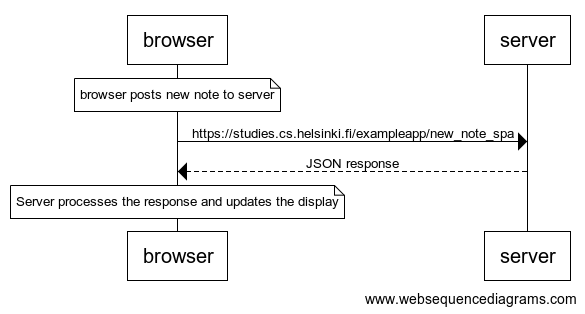 browser
server
browser posts new note to server
https://studies.cs.helsinki.fi/exampleapp/new_note_spa
JSON response
Server processes the response and updates the display
browser
server
www.websequencediagrams.com